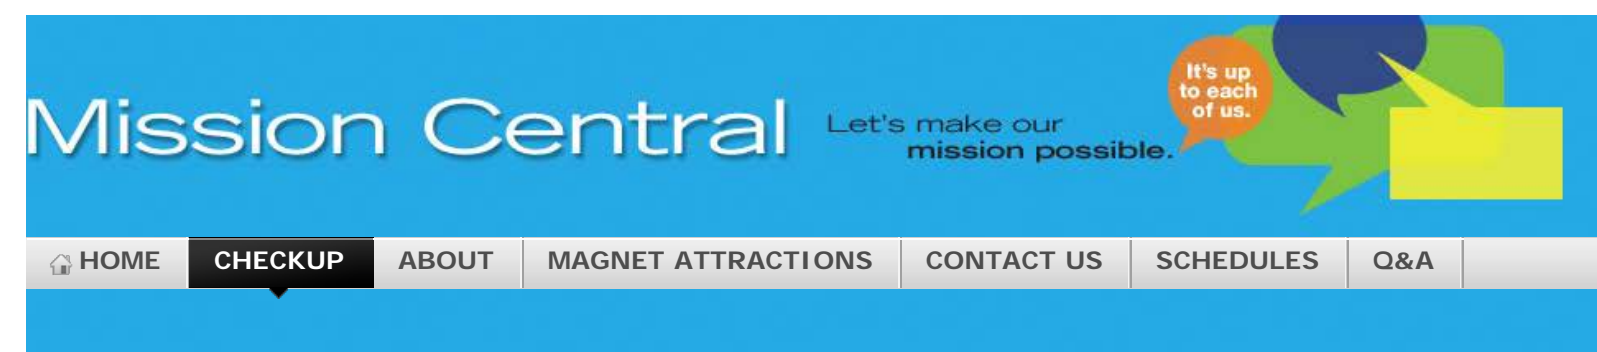 Mission Central
Let's make our
mission possible.
It's up
to each
of us.
HOME CHECKUP ABOUT MAGNET ATTRACTIONS CONTACT US SCHEDULES Q&A